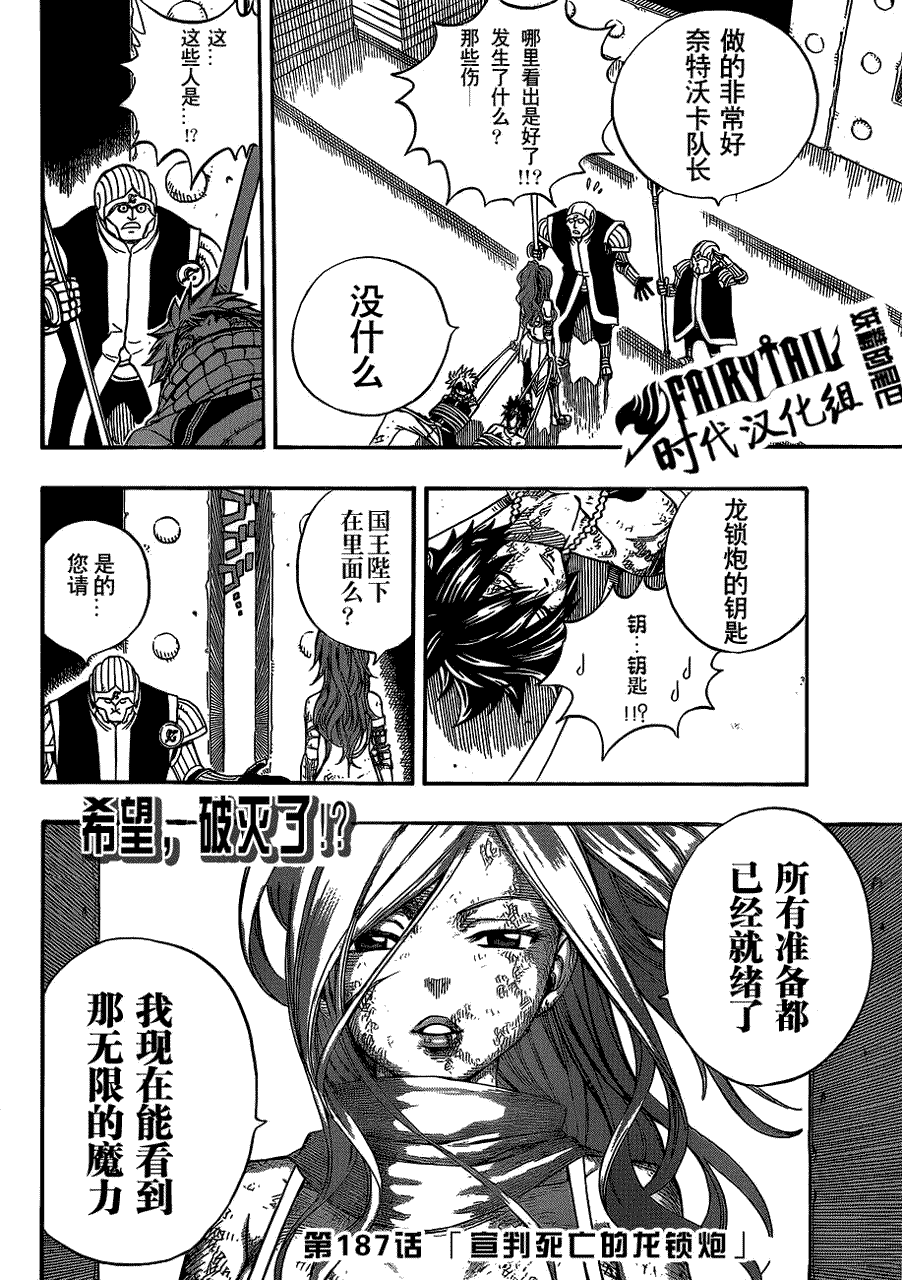 做的非常好
奈特沃卡队长
哪里看出是好了!!!?
发生了什么?
那些伤…
没什么
这…
这些人是…!?
FAIRY TAIL
妖精的尾巴
时代汉化组
龙锁炮的钥匙
钥…钥匙!!!?
国王陛下
在里面么?
是的…
您请
希望,破灭了!?
所有准备都
已经就绪了
我现在能看到
那无限的魔力
第187话 「宣判死亡的龙锁炮」